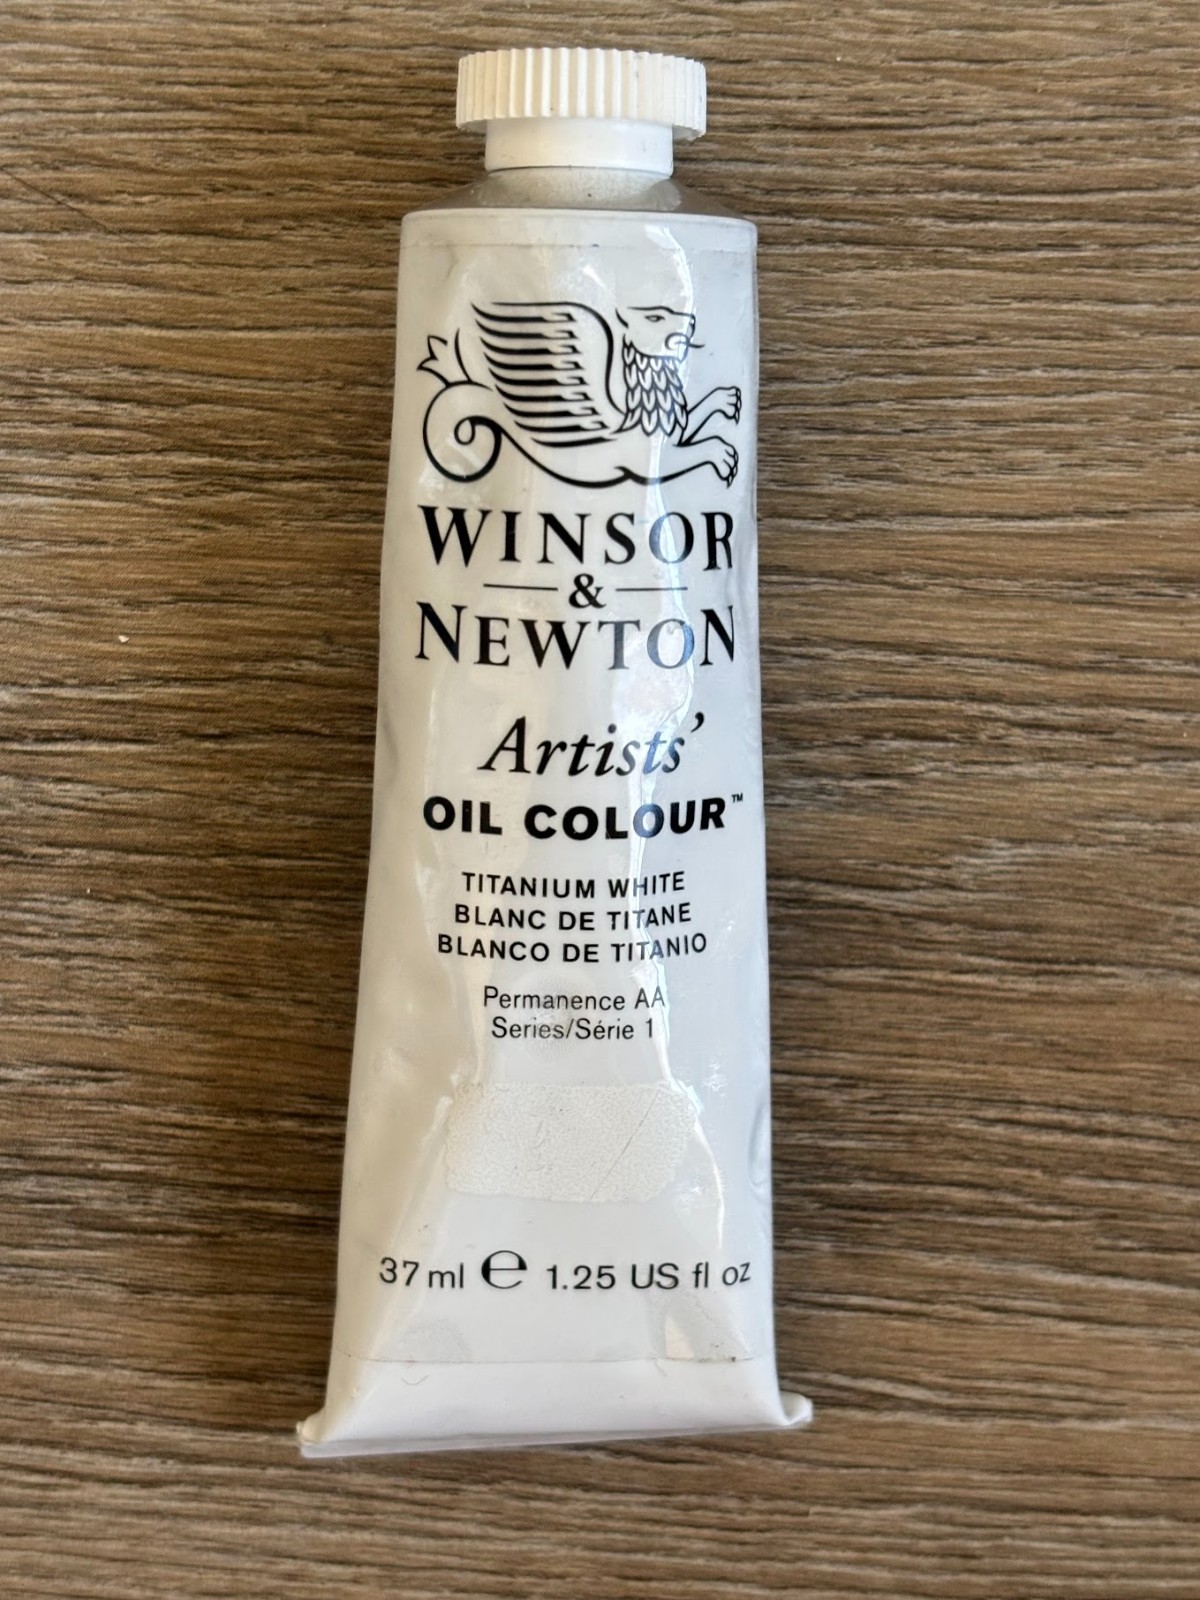 WINSOR
&
NEWTON
Artists'
OIL COLOUR™
TITANIUM WHITE
BLANC DE TITANE
BLANCO DE TITANIO
Permanence AA
Series/Série 1
37 ml ℮ 1.25 US fl oz